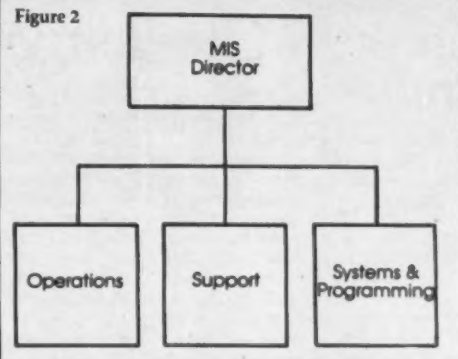 Figure 2
MIS
Director
Operations
Support
Systems &
Programming